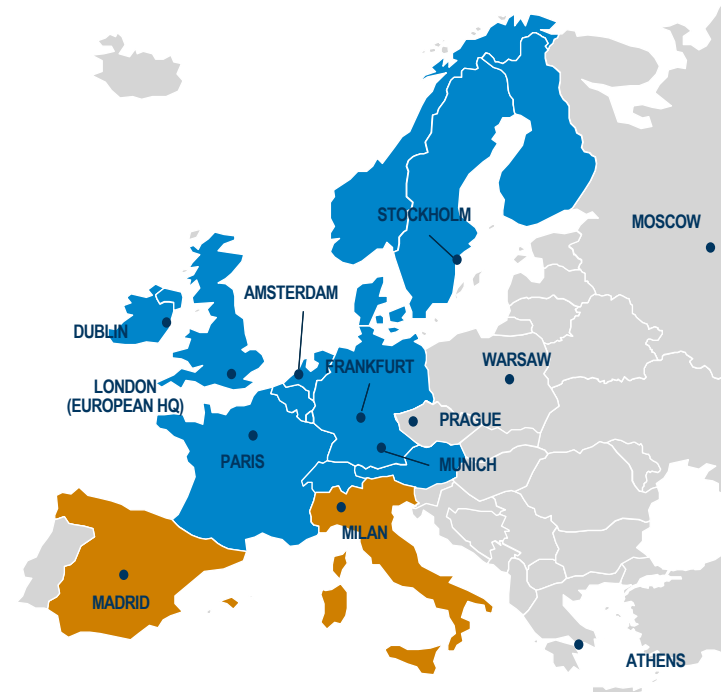 STOCKHOLM
MOSCOW
AMSTERDAM
DUBLIN
FRANKFURT
WARSAW
LONDON
(EUROPEAN HQ)
PRAGUE
PARIS
MUNICH
MILAN
MADRID
ATHENS